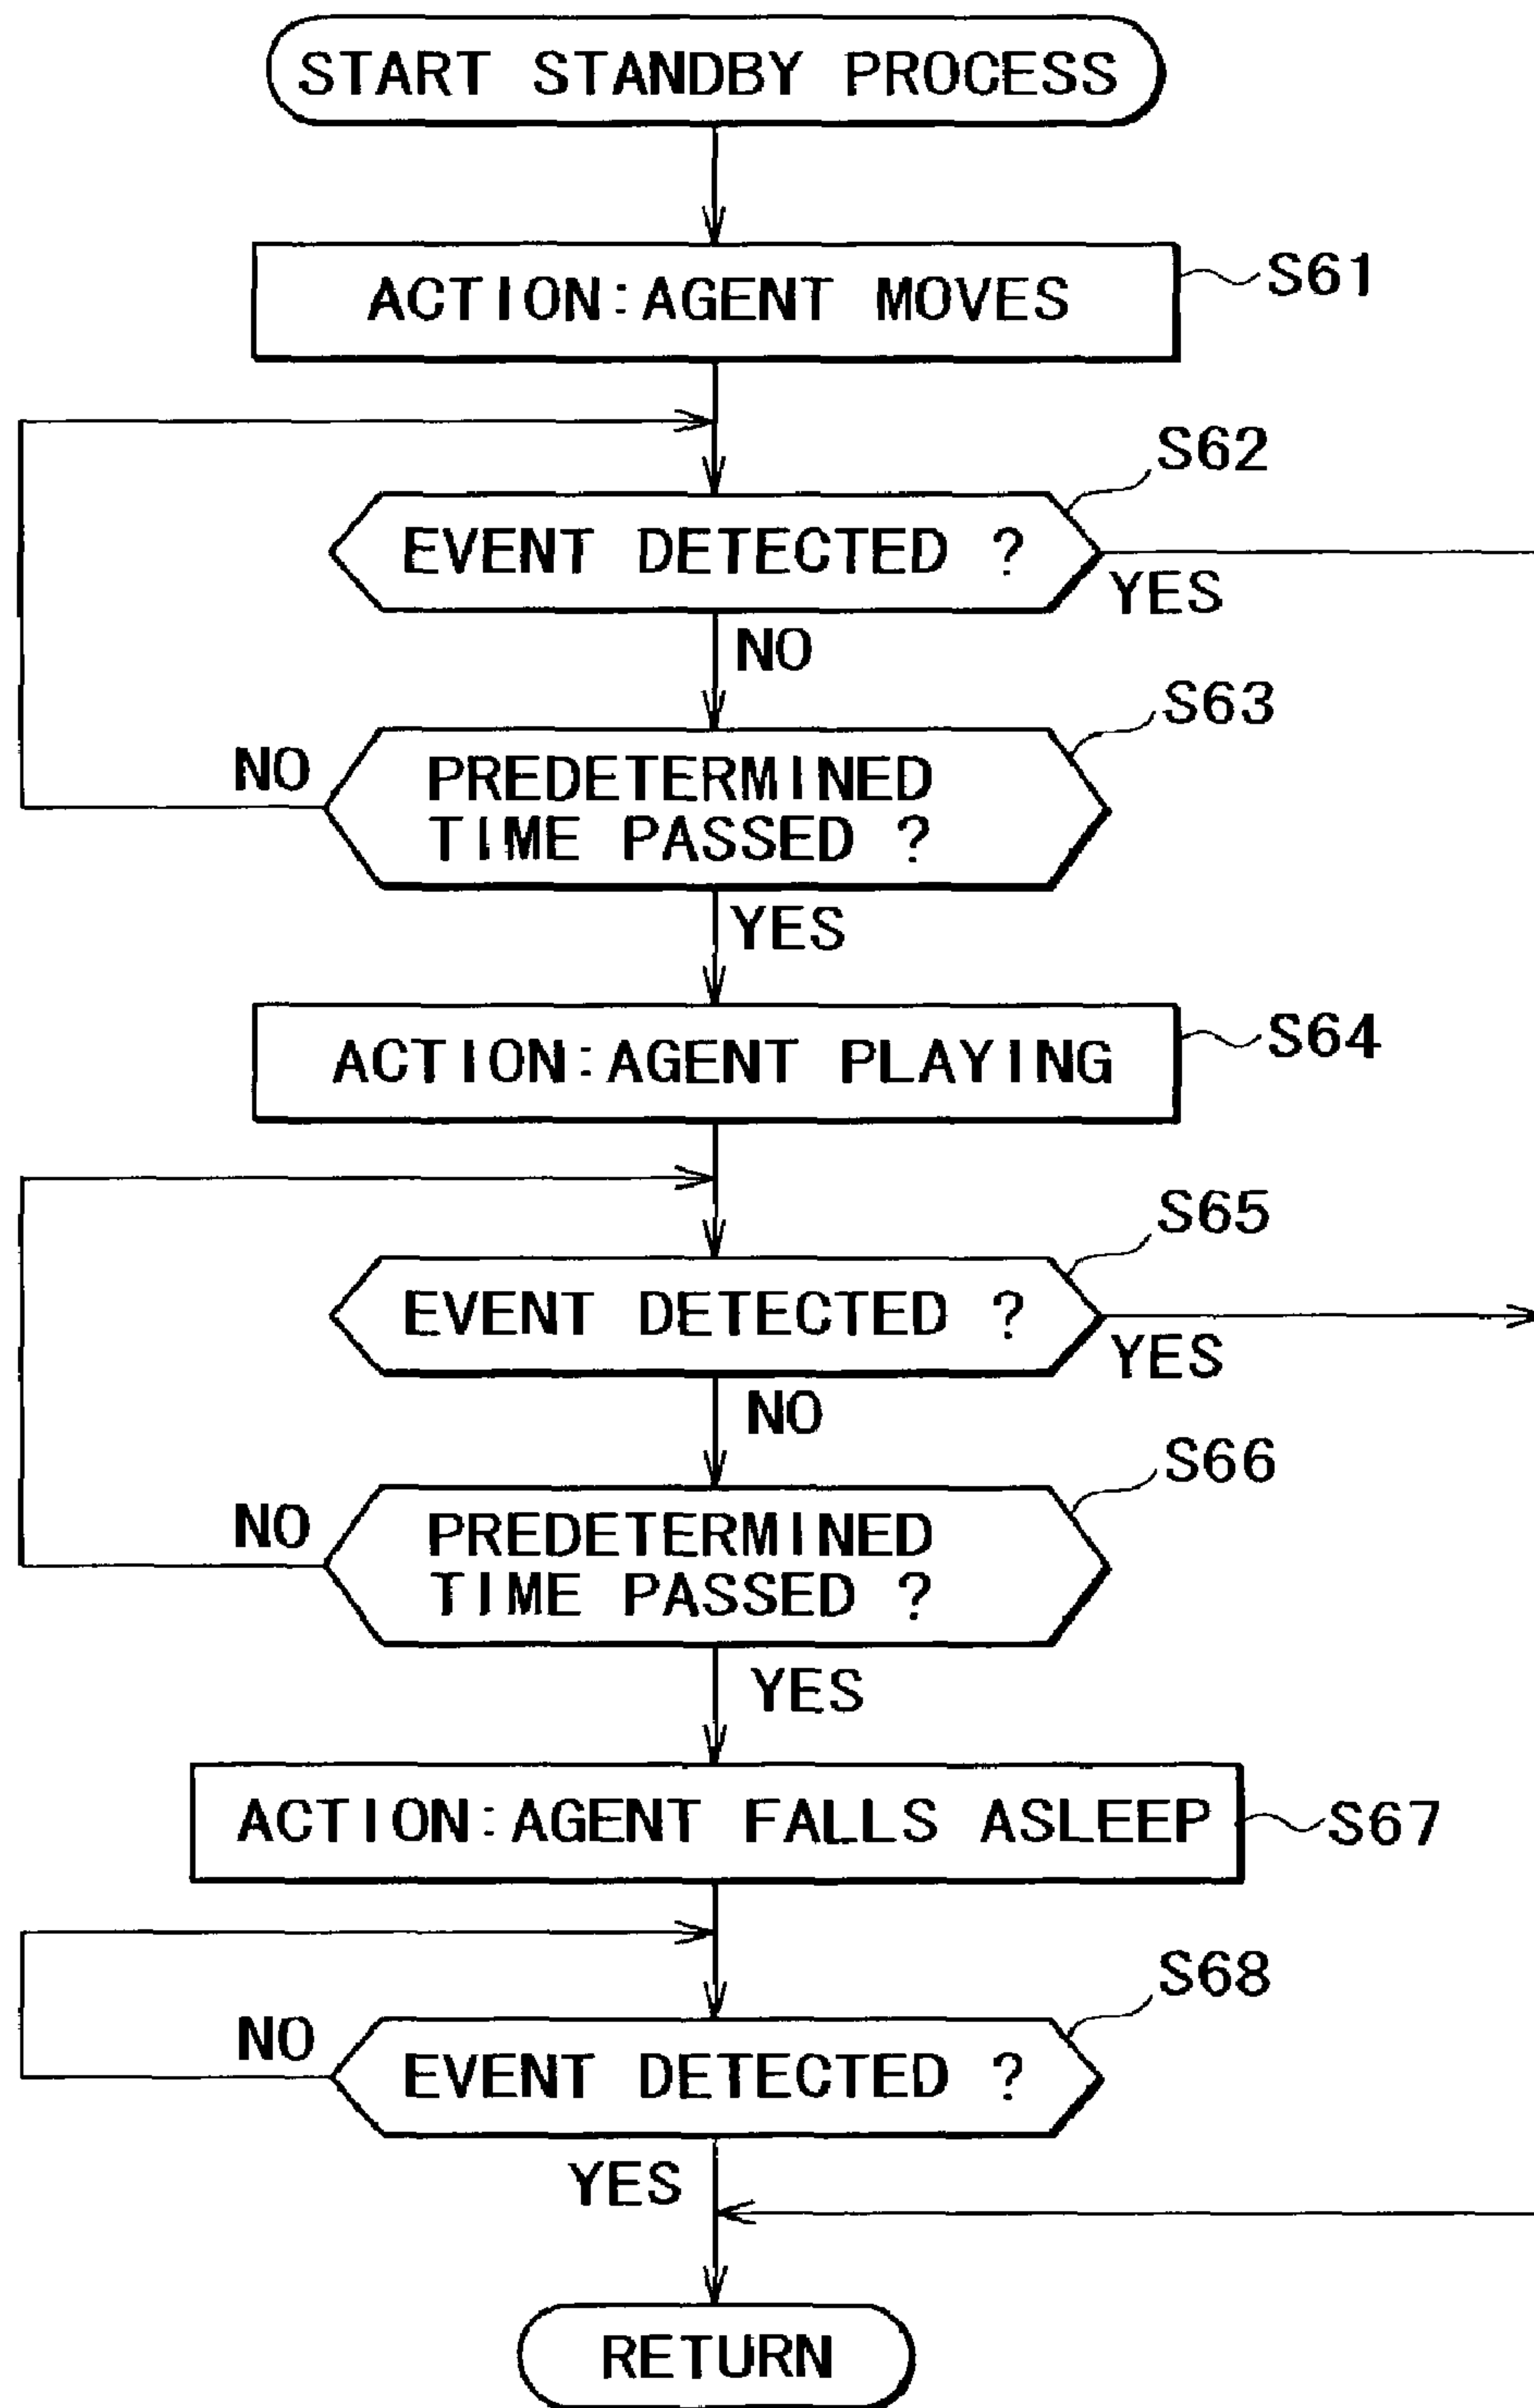 START STANDBY PROCESS
ACTION:AGENT MOVES
S61
S62
EVENT DETECTED ?
YES
NO
S63
NO
PREDETERMINED
TIME PASSED ?
YES
ACTION:AGENT PLAYING
S64
S65
EVENT DETECTED ?
YES
NO
S66
NO
PREDETERMINED
TIME PASSED ?
YES
ACTION:AGENT FALLS ASLEEP
S67
S68
NO
EVENT DETECTED ?
YES
RETURN